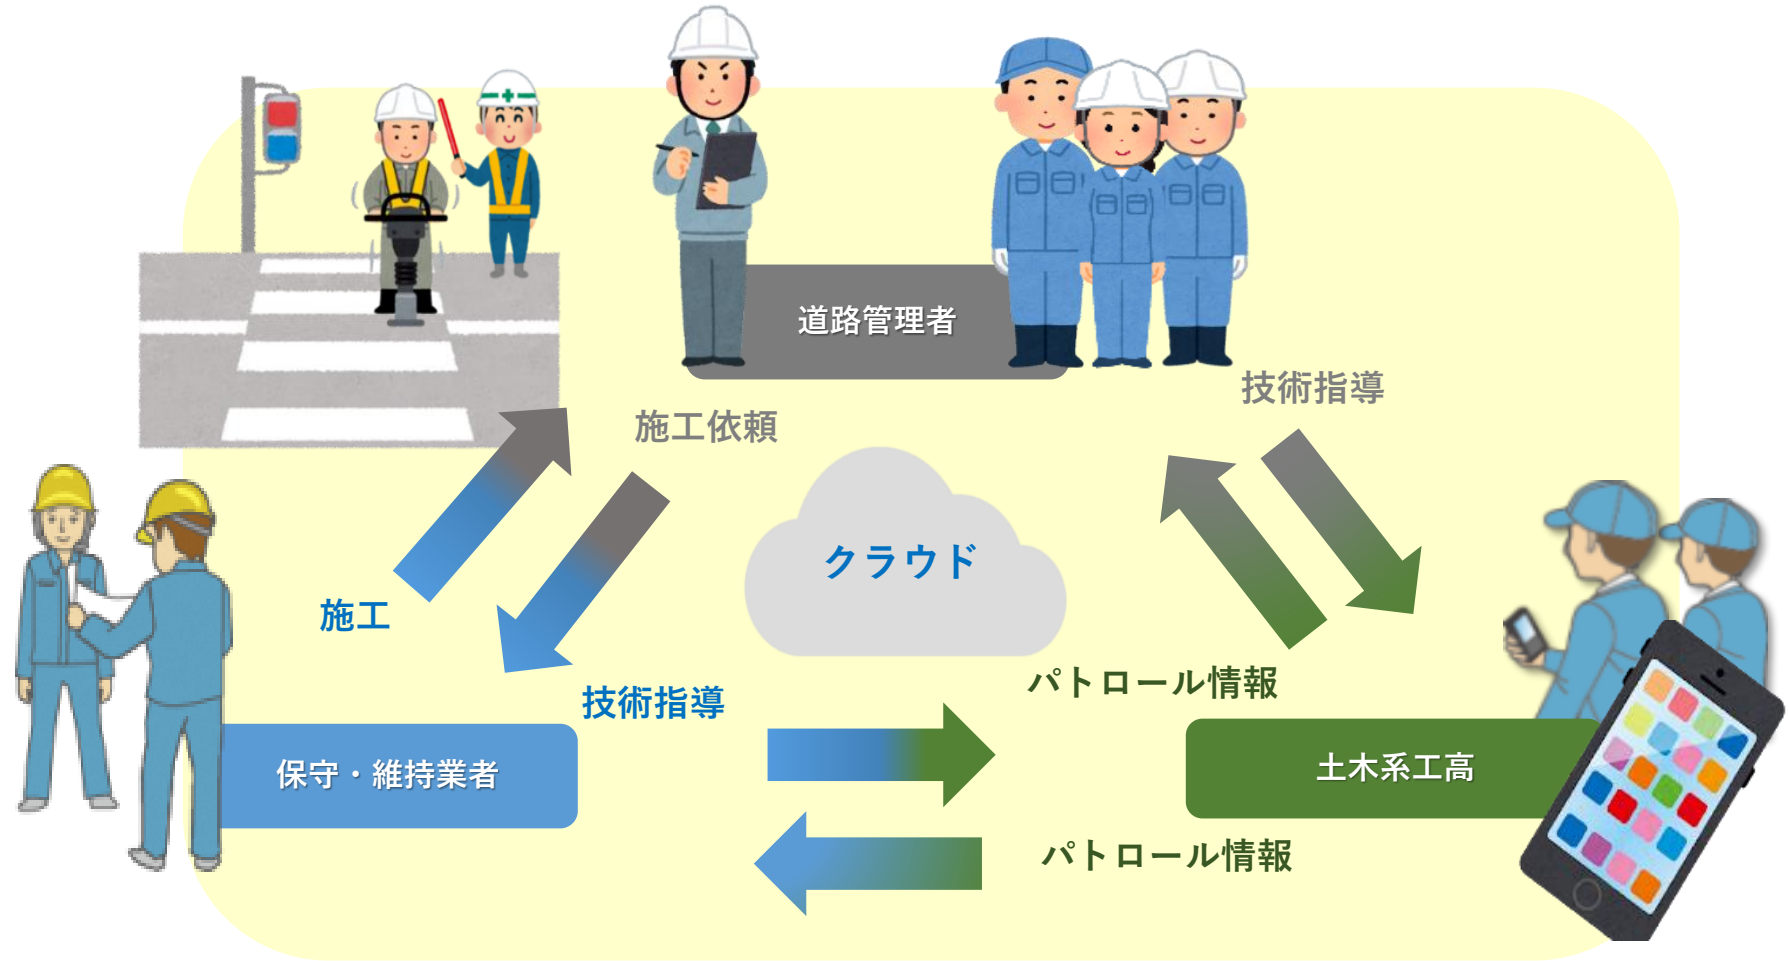 道路管理者
技術指導
施工依頼
クラウド
施工
パトロール情報
技術指導
保守・維持業者
土木系工高
パトロール情報